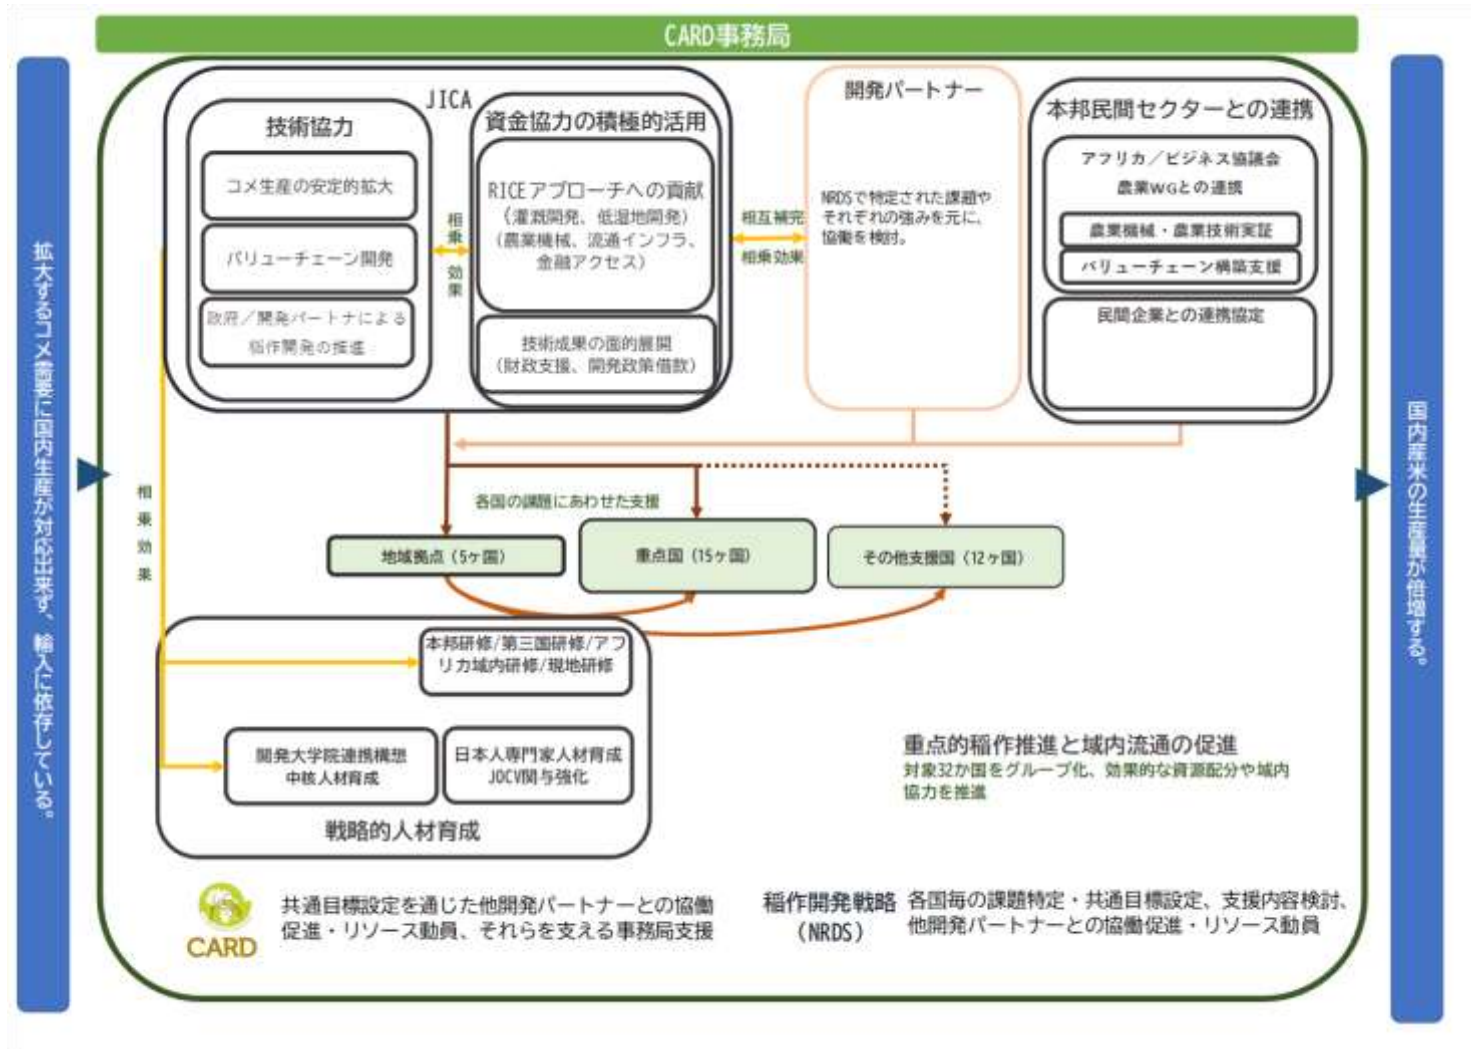 CARD事務局
拡大するコメ需要に国内生産が対応出来ず、輸入に依存している。
JICA
技術協力
コメ生産の安定的拡大
バリューチェーン開発
政府／開発パートナによる
稲作開発の推進
相乗
効果
資金協力の積極的活用
RICEアプローチへの貢献
（灌漑開発、低湿地開発）
（農業機械、流通インフラ、
金融アクセス）
技術成果の面的展開
（財政支援、開発政策借款）
相互補完
相乗効果
開発パートナー
NRDSで特定された課題や
それぞれの強みを元に、
協働を検討。
本邦民間セクターとの連携
アフリカ／ビジネス協議会
農業WGとの連携
農業機械・農業技術実証
バリューチェーン構築支援
民間企業との連携協定
相乗効果
各国の課題にあわせた支援
地域拠点（5ヶ国）
重点国（15ヶ国）
その他支援国（12ヶ国）
本邦研修/第三国研修/アフ
リカ域内研修/現地研修
開発大学院連携構想
中核人材育成
日本人専門家人材育成
JOCV関与強化
戦略的人材育成
重点的稲作推進と域内流通の促進
対象32か国をグループ化、効果的な資源配分や域内
協力を推進
CARD
共通目標設定を通じた他開発パートナーとの協働
促進・リソース動員、それらを支える事務局支援
稲作開発戦略
（NRDS）
各国毎の課題特定・共通目標設定、支援内容検討、
他開発パートナーとの協働促進・リソース動員
国内産米の生産量が倍増する。